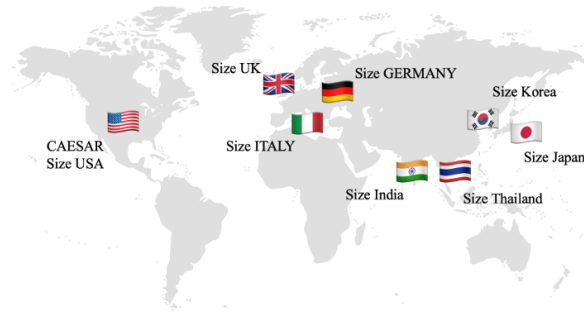 Size UK
Size GERMANY
Size Korea
CAESAR
Size USA
Size ITALY
Size Japan
Size India
Size Thailand